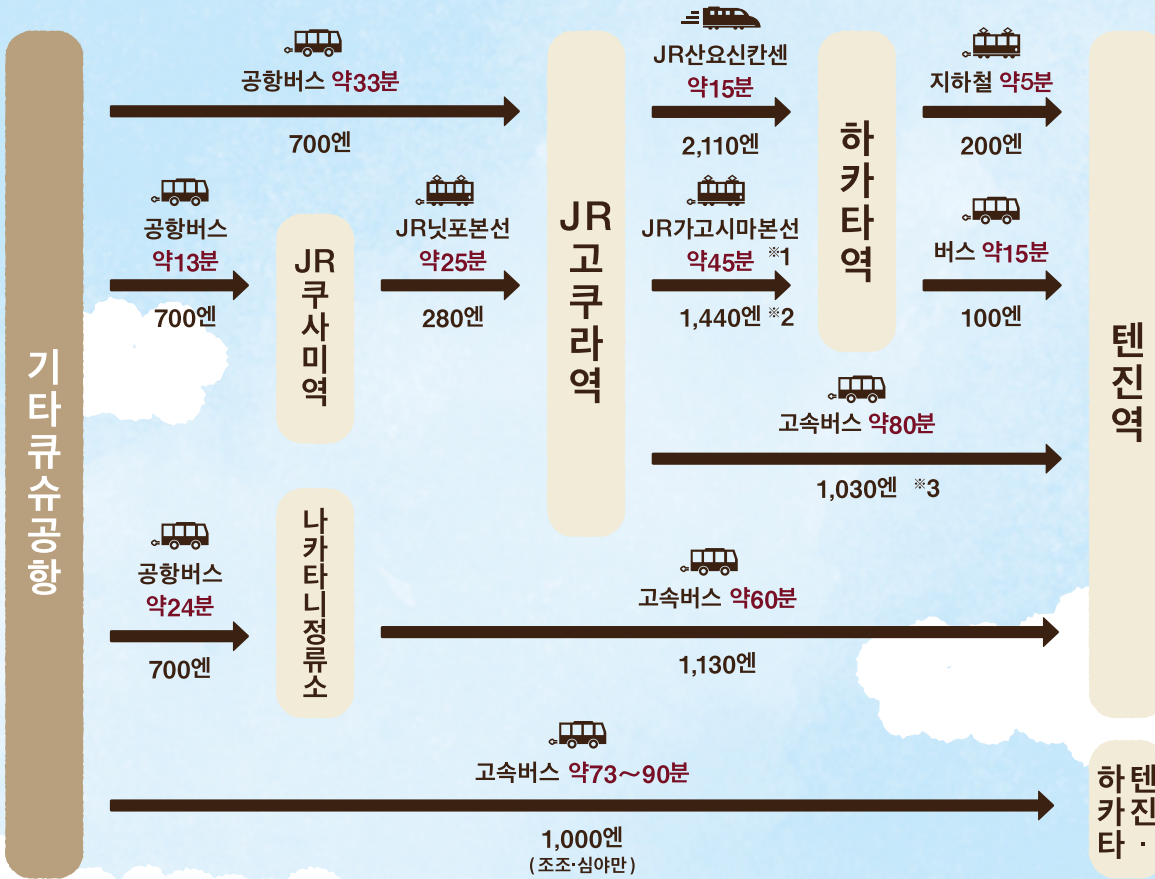 기타큐슈공항
공항버스 약33분
700엔
공항버스
약13분
700엔
JR쿠사미역
JR닛포본선
약25분
280엔
JR고쿠라역
JR산요신칸센
약15분
2,110엔
JR가고시마본선
약45분 ※1
1,440엔 ※2
하카타역
지하철 약5분
200엔
버스 약15분
100엔
고속버스 약80분
1,030엔 ※3
텐진역
공항버스
약24분
700엔
나카타니정류소
고속버스 약60분
1,130엔
고속버스 약73～90분
1,000엔
(조조·심야만)
텐진·
하카타